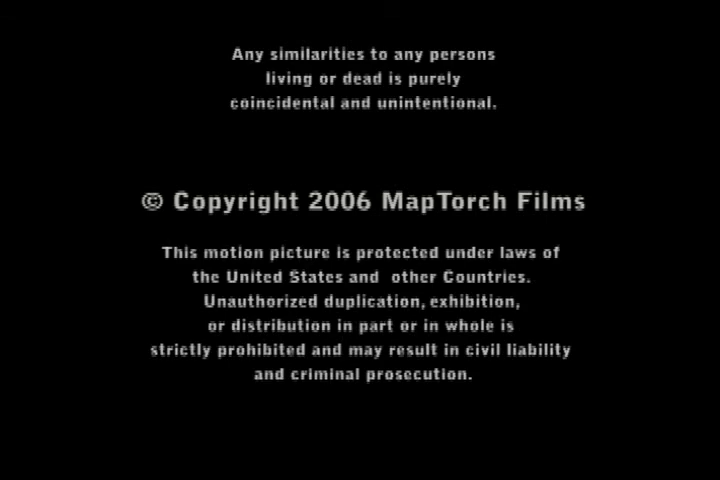 Any similarities to any persons
living or dead is purely
coincidental and unintentional.
© Copyright 2006 MapTorch Films
This motion picture is protected under laws of
the United States and other Countries.
Unauthorized duplication, exhibition,
or distribution in part or in whole is
strictly prohibited and may result in civil liability
and criminal prosecution.